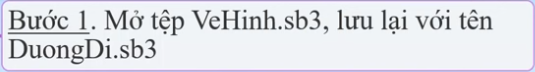 Bước 1. Mở tệp VeHinh.sb3, lưu lại với tên
DuongDi.sb3